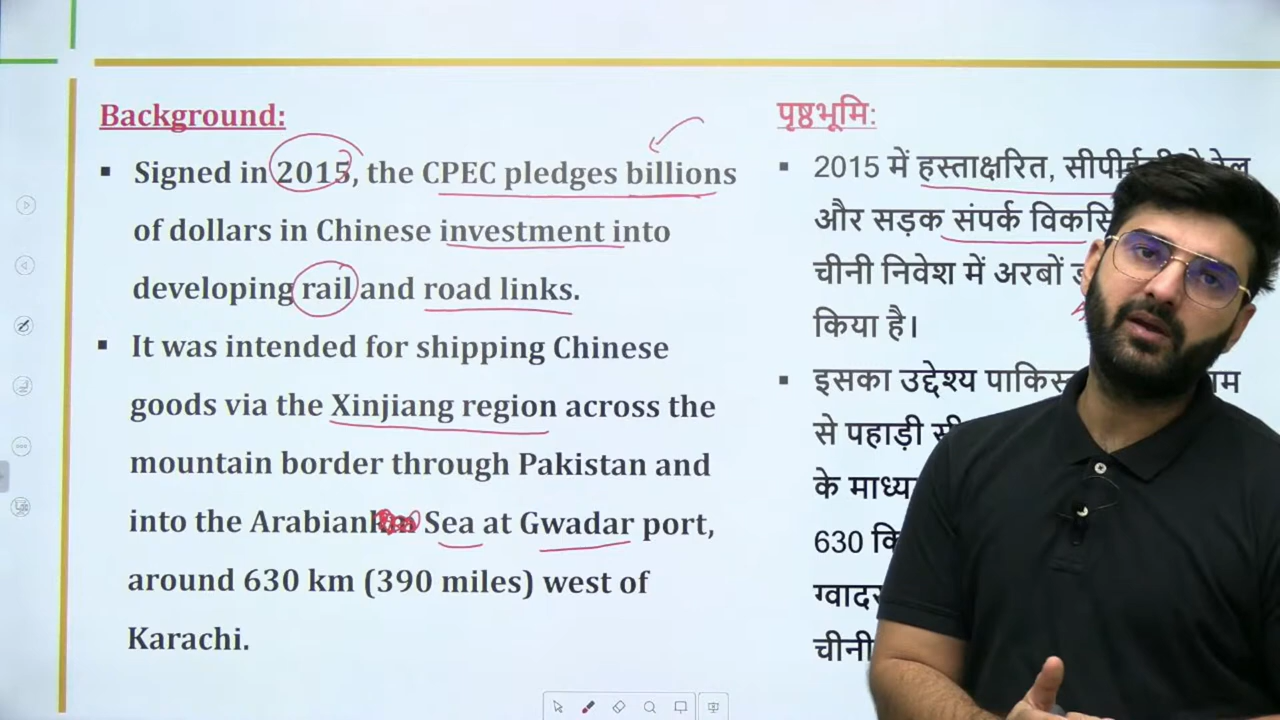 Background:
▪ Signed in 2015, the CPEC pledges billions
of dollars in Chinese investment into
developing rail and road links.
▪ It was intended for shipping Chinese
goods via the Xinjiang region across the
mountain border through Pakistan and
into the Arabian Sea at Gwadar port,
around 630 km (390 miles) west of
Karachi.
पृष्ठभूमि:
▪ 2015 में हस्ताक्षरित,
और सड़क संपर्क
चीनी निवेश में अरबों
किया है।
▪ इसका उद्देश्य
से पहाड़ी
के
630